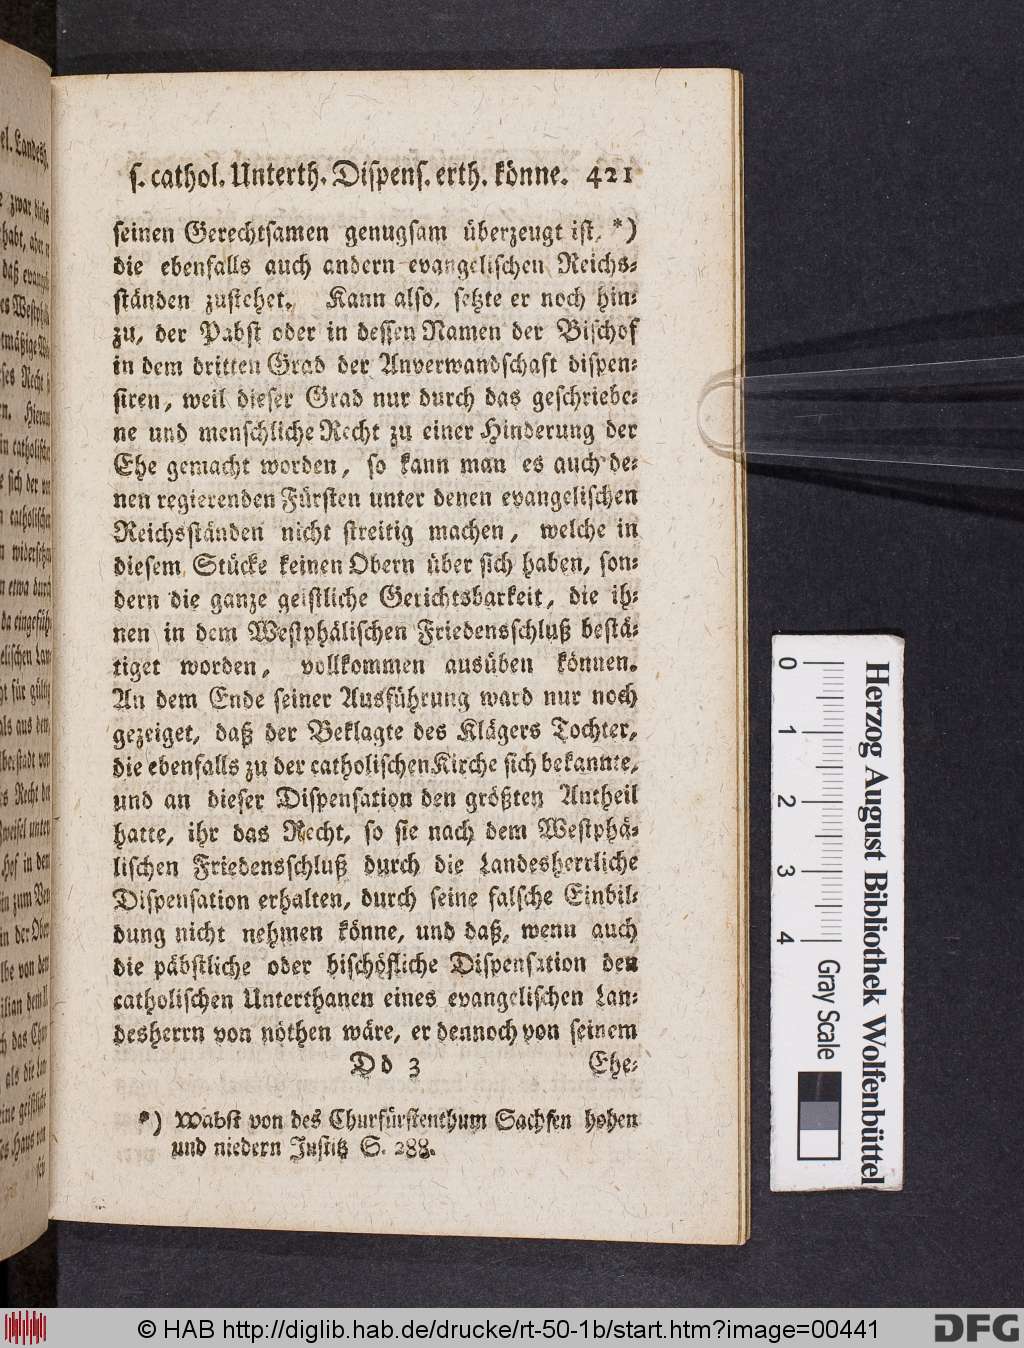 s. cathol. Unterth. Dispens. erth. könne. 421
seinen Gerechtsamen genugsam überzeugt ist, *)
die ebenfalls auch andern evangelischen Reichs-
ständen zustehet. Kann also, setzte er noch hin-
zu, der Pabst oder in dessen Namen der Bischof
in dem dritten Grad der Anverwandschaft dispen-
siren, weil dieser Grad nur durch das geschriebe-
ne und menschliche Recht zu einer Hinderung der
Ehe gemacht worden, so kann man es auch de-
nen regierenden Fürsten unter denen evangelischen
Reichsständen nicht streitig machen, welche in
diesem Stücke keinen Obern über sich haben, son-
dern die ganze geistliche Gerichtsbarkeit, die ih-
nen in dem Westphälischen Friedensschluß bestä-
tiget worden, vollkommen ausüben können.
An dem Ende seiner Ausführung ward nur noch
gezeiget, daß der Beklagte des Klägers Tochter,
die ebenfalls zu der catholischen Kirche sich bekannte,
und an dieser Dispensation den größten Antheil
hatte, ihr das Recht, so sie nach dem Westphä-
lischen Friedensschluß durch die Landesherrliche
Dispensation erhalten, durch seine falsche Einbil-
dung nicht nehmen könne, und daß, wenn auch
die päbstliche oder bischöfliche Dispensation den
catholischen Unterthanen eines evangelischen Lan-
desherrn von nöthen wäre, er dennoch von seinem
Dd 3 Ehe-
*) Wabst von des Churfürstenthum Sachsen hohen
und niedern Justitz S. 288.
0 1 2 3 4 Gray Scale
Herzog August Bibliothek Wolfenbüttel
© HAB http://diglib.hab.de/drucke/rt-50-1b/start.htm?image=00441
DFG